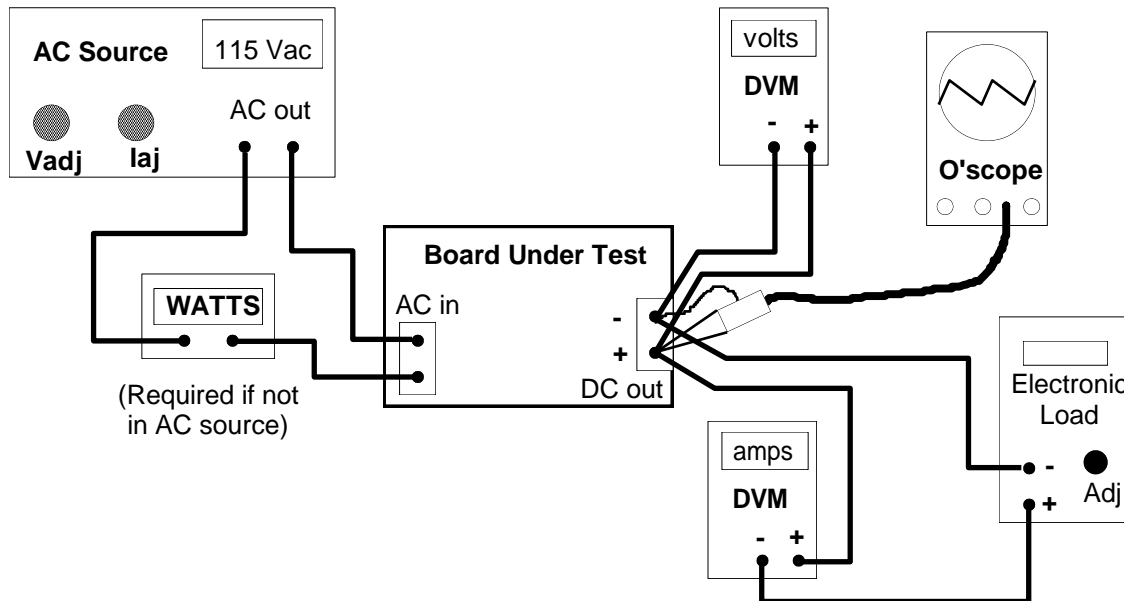 AC Source
115 Vac
AC out
Vadj
Iaj
volts
DVM
- +
O'scope
Board Under Test
WATTS
AC in
-
+
DC out
(Required if not
in AC source)
Electronic
Load
-
+
Adj
amps
DVM
- +